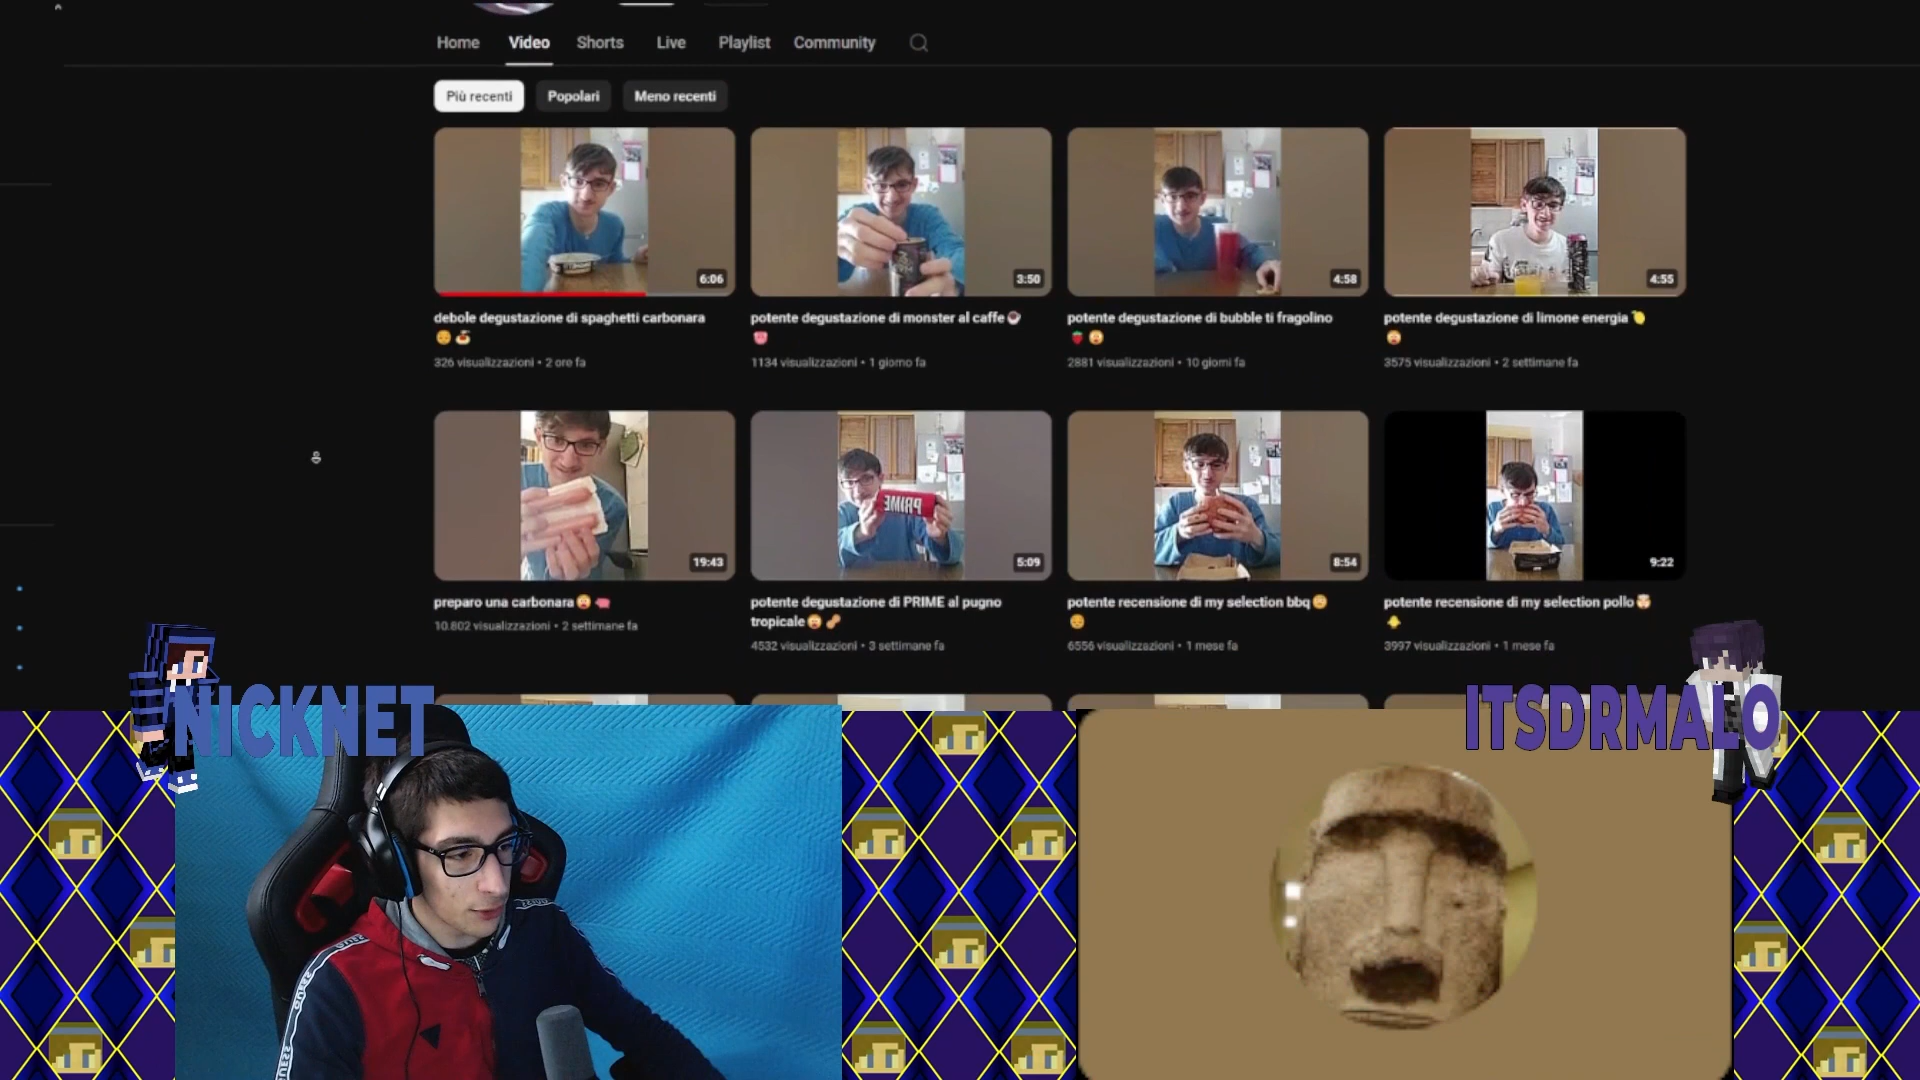 Home Video Shorts Live Playlist Community
Più recenti Popolari Meno recenti
6:06
3:50
4:58
4:55
debole degustazione di spaghetti carbonara
326 visualizzazioni • 2 ore fa
potente degustazione di monster al caffe
1134 visualizzazioni • 1 giorno fa
potente degustazione di bubble ti fragolino
2881 visualizzazioni • 10 giorni fa
potente degustazione di limone energia
3575 visualizzazioni • 2 settimane fa
PRIME
19:43
5:09
8:54
9:22
preparo una carbonara
10.802 visualizzazioni • 2 settimane fa
potente degustazione di PRIME al pugno
tropicale
4532 visualizzazioni • 3 settimane fa
potente recensione di my selection bbq
6556 visualizzazioni • 1 mese fa
potente recensione di my selection pollo
3997 visualizzazioni • 1 mese fa
NICKNET
ITSDRMALO